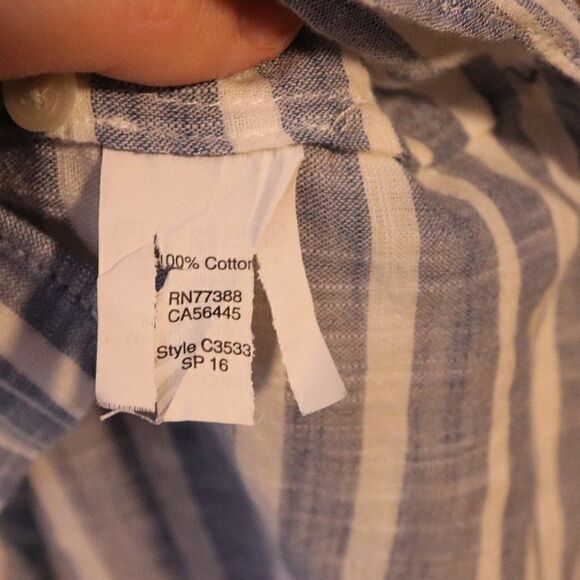 100% Cotton
RN77388
CA56445
Style C3533
SP 16